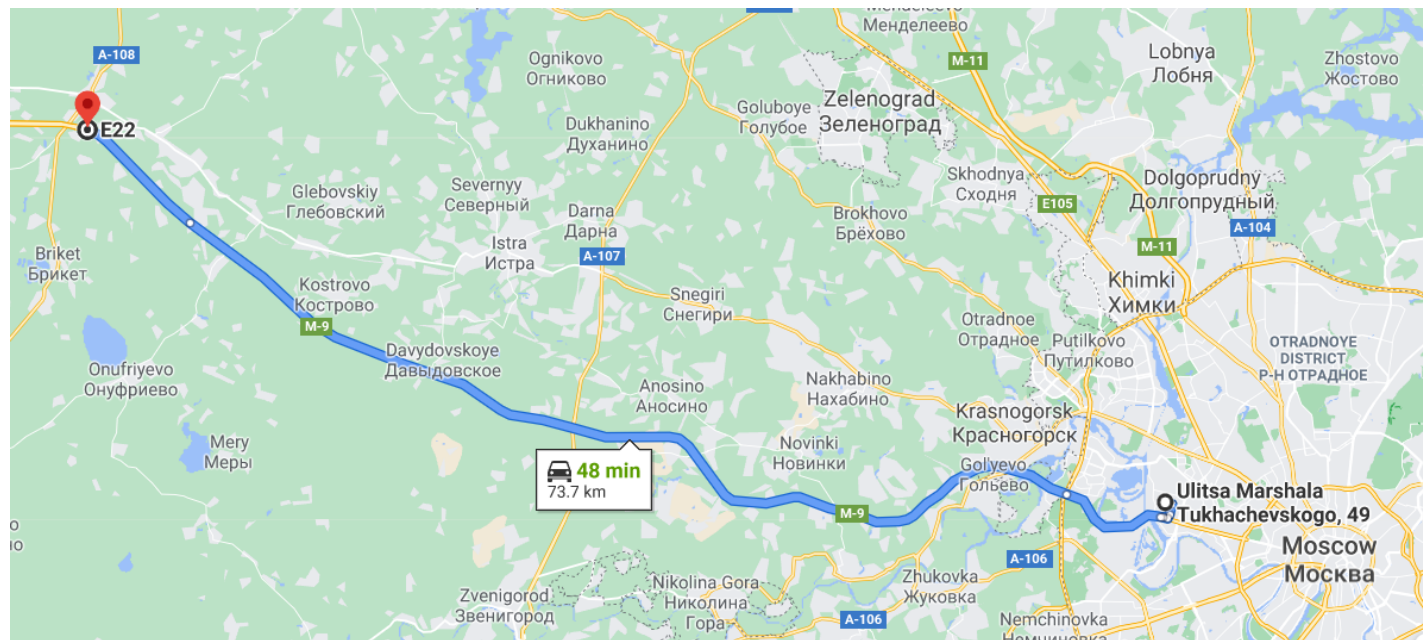 Mendeleevo
Менделеево
A-108
Ognikovo
Огниково
M-11
Lobnya
Лобня
Zhostovo
Жостово
Zelenograd
Зеленоград
Goluboye
Голубое
E22
Dukhanino
Духанино
Skhodnya
Сходня
Dolgoprudny
Долгопрудный
Severnyy
Северный
Glebovskiy
Глебовский
E105
Darna
Дарна
Brokhovo
Брёхово
A-104
M-11
Istra
Истра
A-107
Briket
Брикет
Khimki
Химки
Kostrovo
Кострово
Snegiri
Снегири
M-9
Otradnoe
Отрадное
Putilkovo
Путилково
OTRADNOYE
DISTRICT
Р-Н ОТРАДНОЕ
Davydovskoye
Давыдовское
Onufriyevo
Онуфриево
Anosino
Аносино
Nakhabino
Нахабино
Krasnogorsk
Красногорск
Mery
Меры
Novinki
Новинки
Gol'yevo
Гольево
48 min
73.7 km
Ulitsa Marshala
Tukhachevskogo, 49
M-9
Moscow
Москва
A-106
Zhukovka
Жуковка
Nikolina Gora
Николина
Гора
Zvenigorod
Звенигород
A-106
Nemchinovka